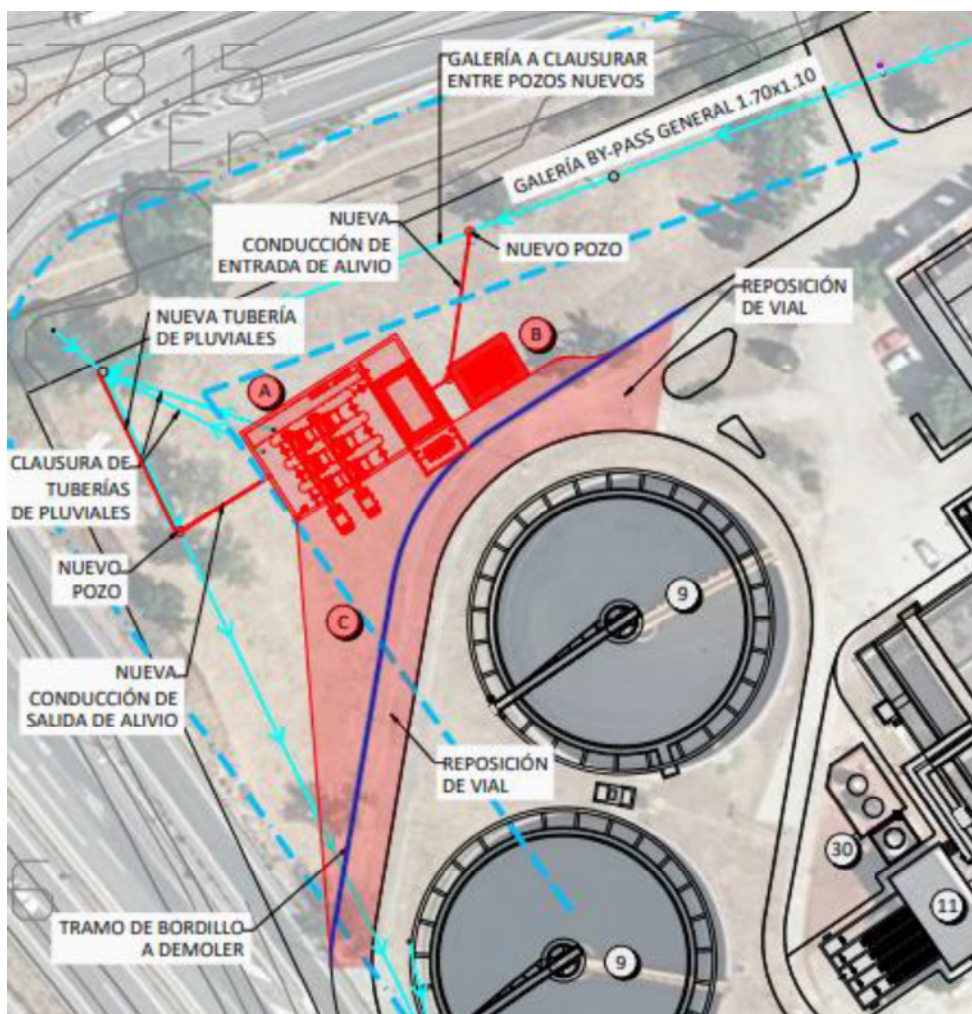 57815
En
GALERÍA A CLAUSURAR
ENTRE POZOS NUEVOS
GALERÍA BY-PASS GENERAL 1.70x1.10
NUEVA
CONDUCCIÓN DE
ENTRADA DE ALIVIO
NUEVO POZO
REPOSICIÓN
DE VIAL
NUEVA TUBERÍA
DE PLUVIALES
B
A
CLAUSURA DE
TUBERÍAS
DE PLUVIALES
NUEVO
POZO
9
C
NUEVA
CONDUCCIÓN DE
SALIDA DE ALIVIO
REPOSICIÓN
DE VIAL
30
11
TRAMO DE BORDILLO
A DEMOLER
9